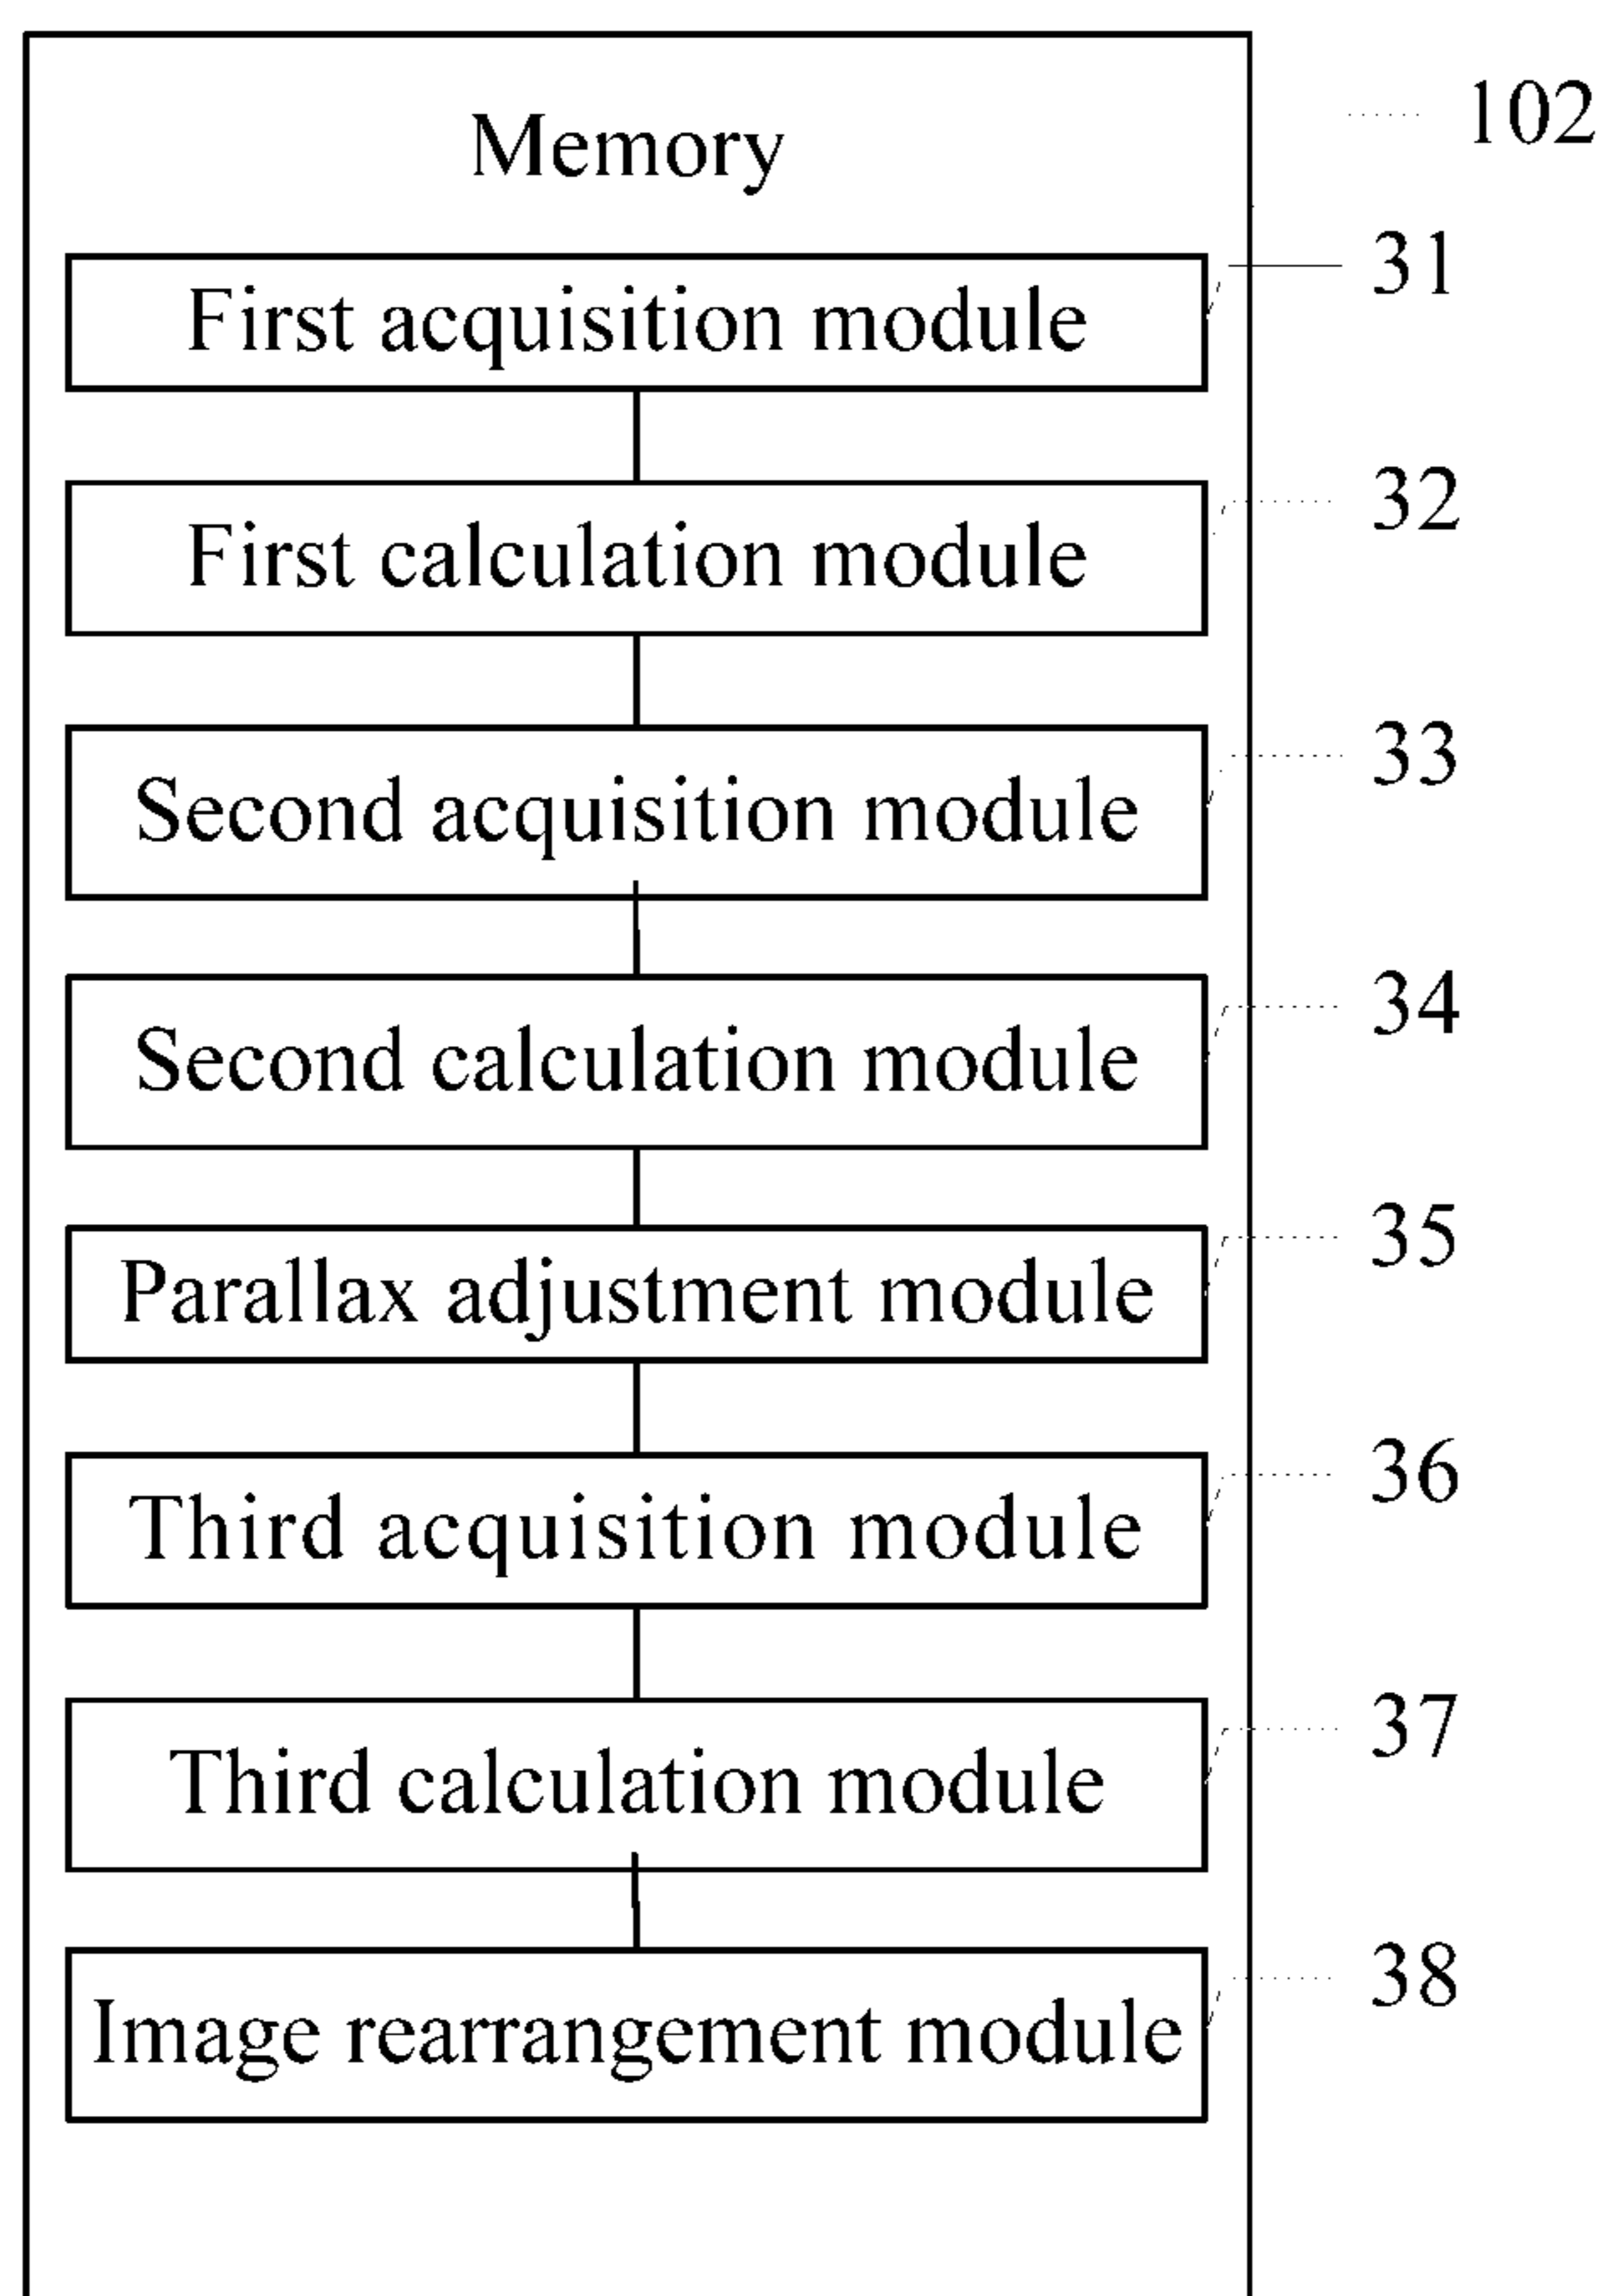 Memory
102
First acquisition module
31
First calculation module
32
Second acquisition module
33
Second calculation module
34
Parallax adjustment module
35
Third acquisition module
36
Third calculation module
37
Image rearrangement module
38